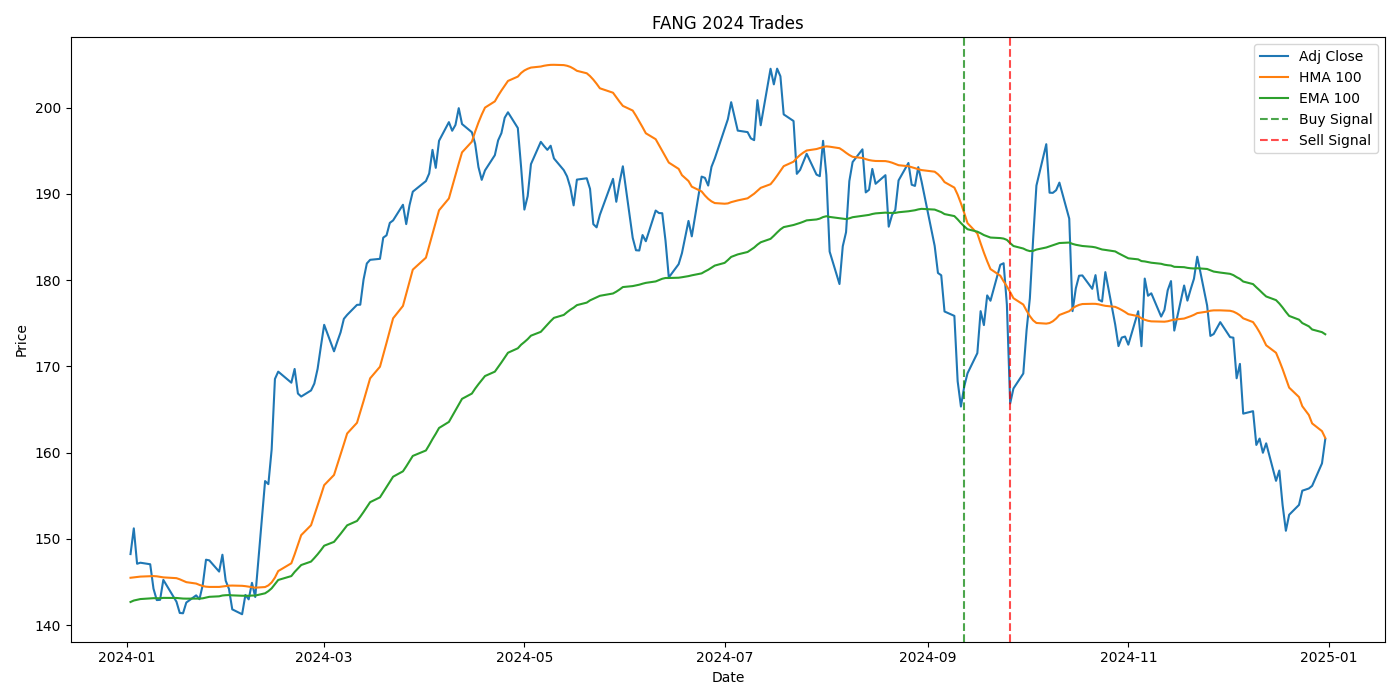 FANG 2024 Trades
Adj Close
HMA 100
EMA 100
Buy Signal
Sell Signal
Price
200
190
180
170
160
150
140
2024-01
2024-03
2024-05
2024-07
2024-09
2024-11
2025-01
Date